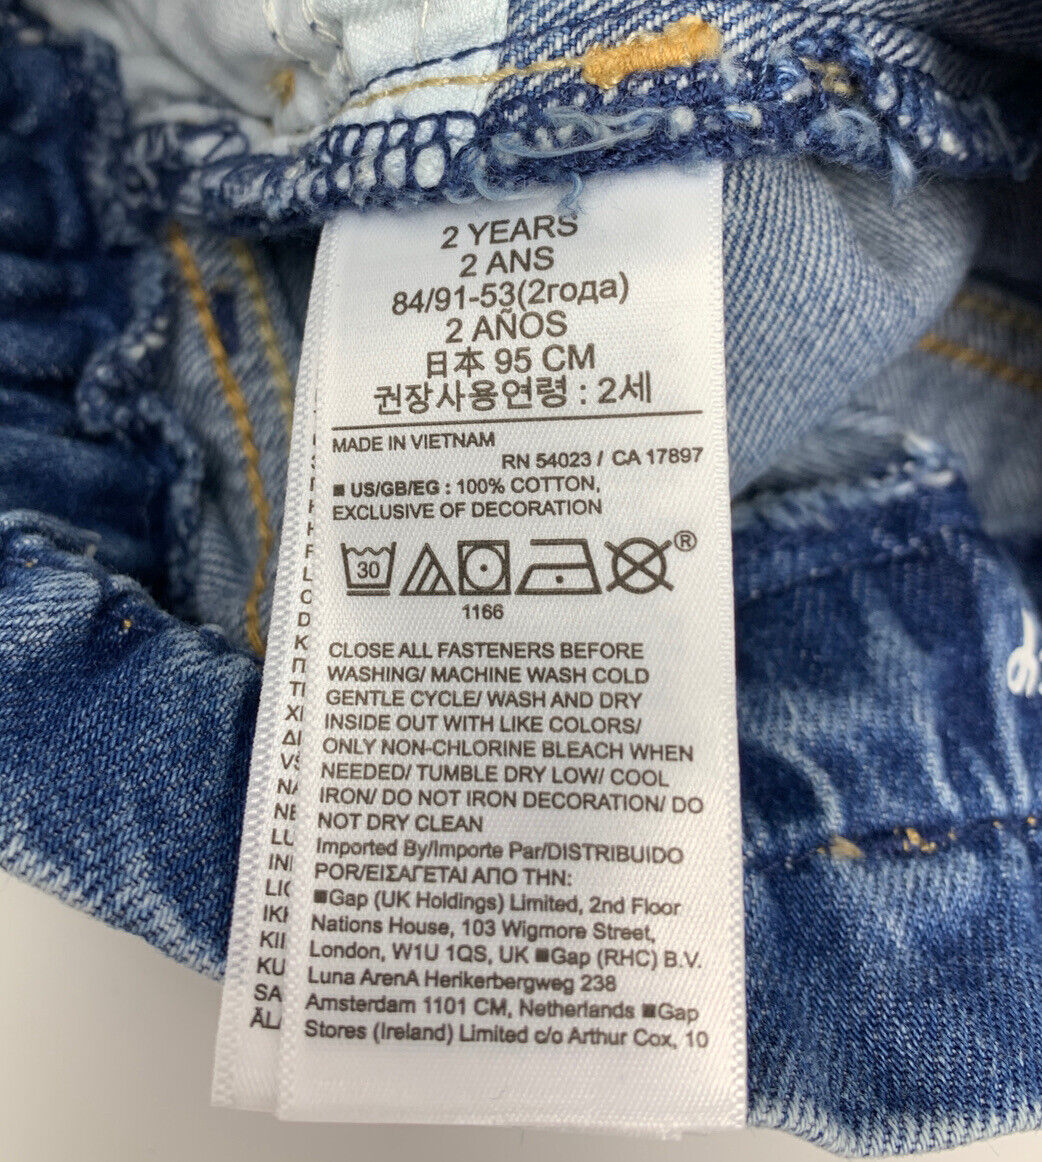 2 YEARS
2 ANS
84/91-53(2года)
2 AÑOS
日本 95 CM
권장사용연령 : 2세
MADE IN VIETNAM
RN 54023 / CA 17897
■ US/GB/EG : 100% COTTON,
EXCLUSIVE OF DECORATION
30
®
1166
CLOSE ALL FASTENERS BEFORE
WASHING/ MACHINE WASH COLD
GENTLE CYCLE/ WASH AND DRY
INSIDE OUT WITH LIKE COLORS/
ONLY NON-CHLORINE BLEACH WHEN
NEEDED/ TUMBLE DRY LOW/ COOL
IRON/ DO NOT IRON DECORATION/ DO
NOT DRY CLEAN
Imported By/Importe Par/DISTRIBUIDO
POR/ΕΙΣΑΓΕΤΑΙ ΑΠΟ ΤΗΝ:
■Gap (UK Holdings) Limited, 2nd Floor
Nations House, 103 Wigmore Street,
London, W1U 1QS, UK ■Gap (RHC) B.V.
Luna ArenA Herikerbergweg 238
Amsterdam 1101 CM, Netherlands ■Gap
Stores (Ireland) Limited c/o Arthur Cox, 10